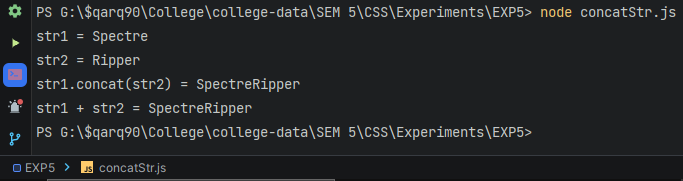 PS G:\$qarq90\College\college-data\SEM 5\CSS\Experiments\EXP5> node concatStr.js
str1 = Spectre
str2 = Ripper
str1.concat(str2) = SpectreRipper
str1 + str2 = SpectreRipper
PS G:\$qarq90\College\college-data\SEM 5\CSS\Experiments\EXP5>
EXP5 > JS concatStr.js